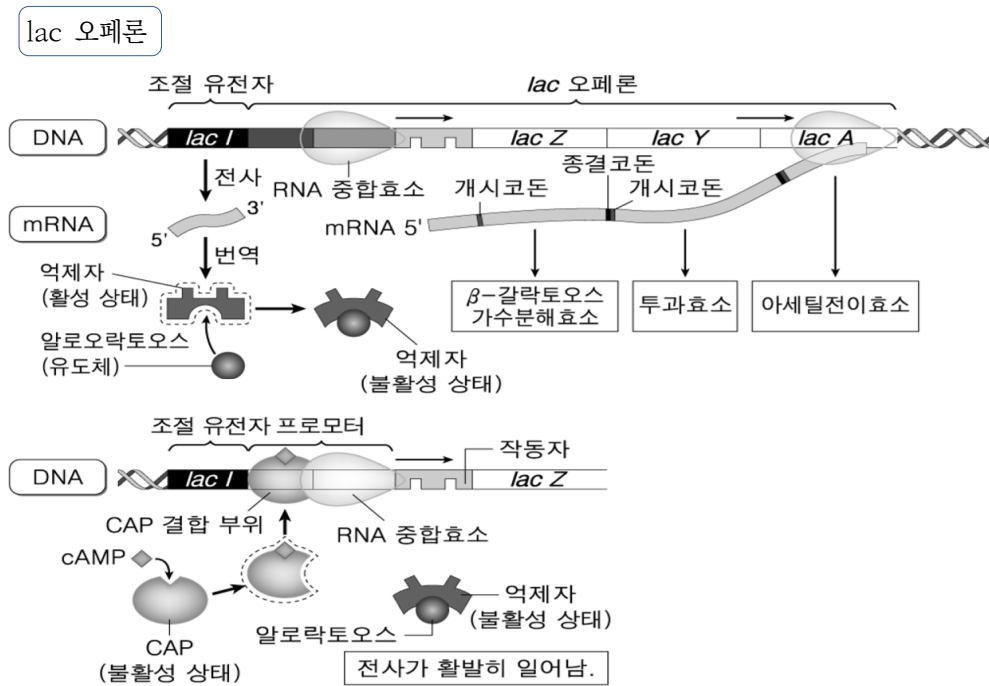 lac 오페론
조절 유전자
lac 오페론
DNA
lac I
lac Z
lac Y
lac A
전사
RNA 중합효소
종결코돈
개시코돈
개시코돈
mRNA
5'
3'
mRNA 5'
번역
억제자
(활성 상태)
β-갈락토오스
가수분해효소
투과효소
아세틸전이효소
알로오락토오스
(유도체)
억제자
(불활성 상태)
조절 유전자 프로모터
작동자
DNA
lac I
lac Z
CAP 결합 부위
RNA 중합효소
cAMP
억제자
(불활성 상태)
알로락토오스
CAP
(불활성 상태)
전사가 활발히 일어남.